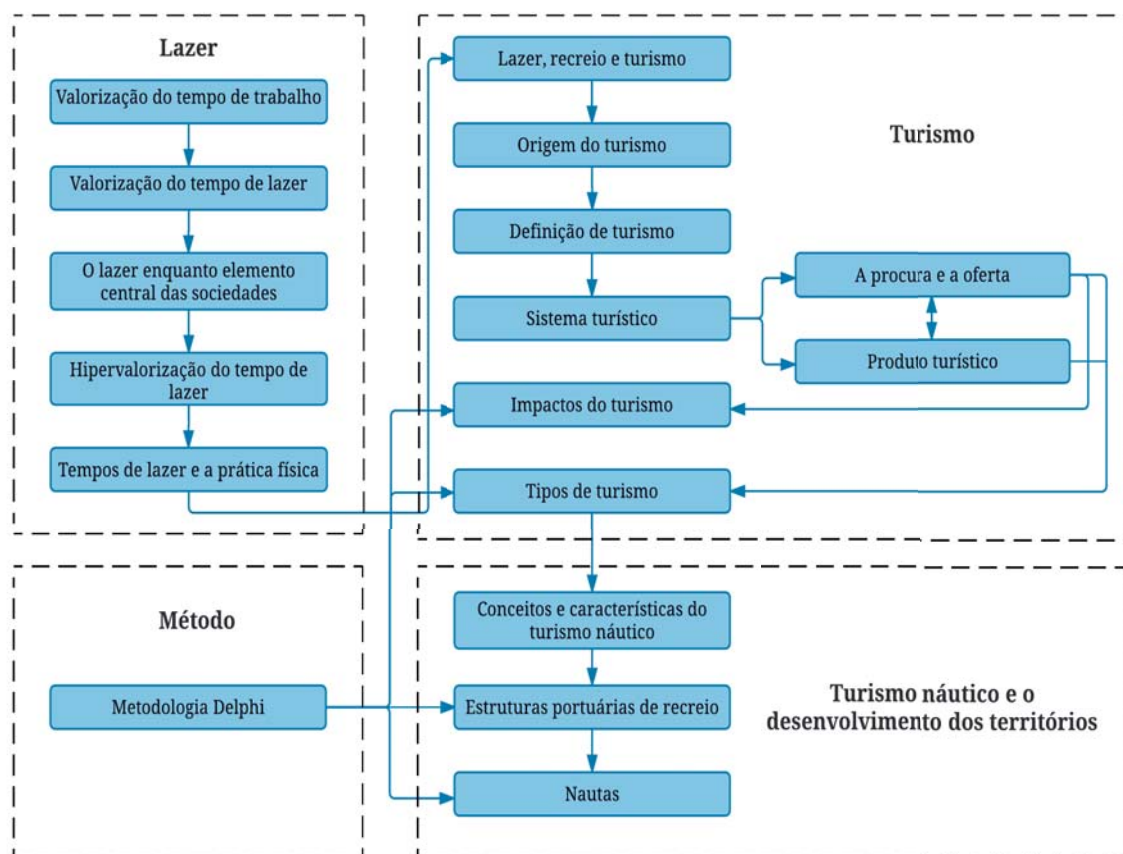 Lazer
Valorização do tempo de trabalho
Valorização do tempo de lazer
O lazer enquanto elemento
central das sociedades
Hipervalorização do tempo de
lazer
Tempos de lazer e a prática física
Turismo
Lazer, recreio e turismo
Origem do turismo
Definição de turismo
Sistema turístico
A procura e a oferta
Produto turístico
Impactos do turismo
Tipos de turismo
Método
Metodologia Delphi
Turismo náutico e o
desenvolvimento dos territórios
Conceitos e características do
turismo náutico
Estruturas portuárias de recreio
Nautas